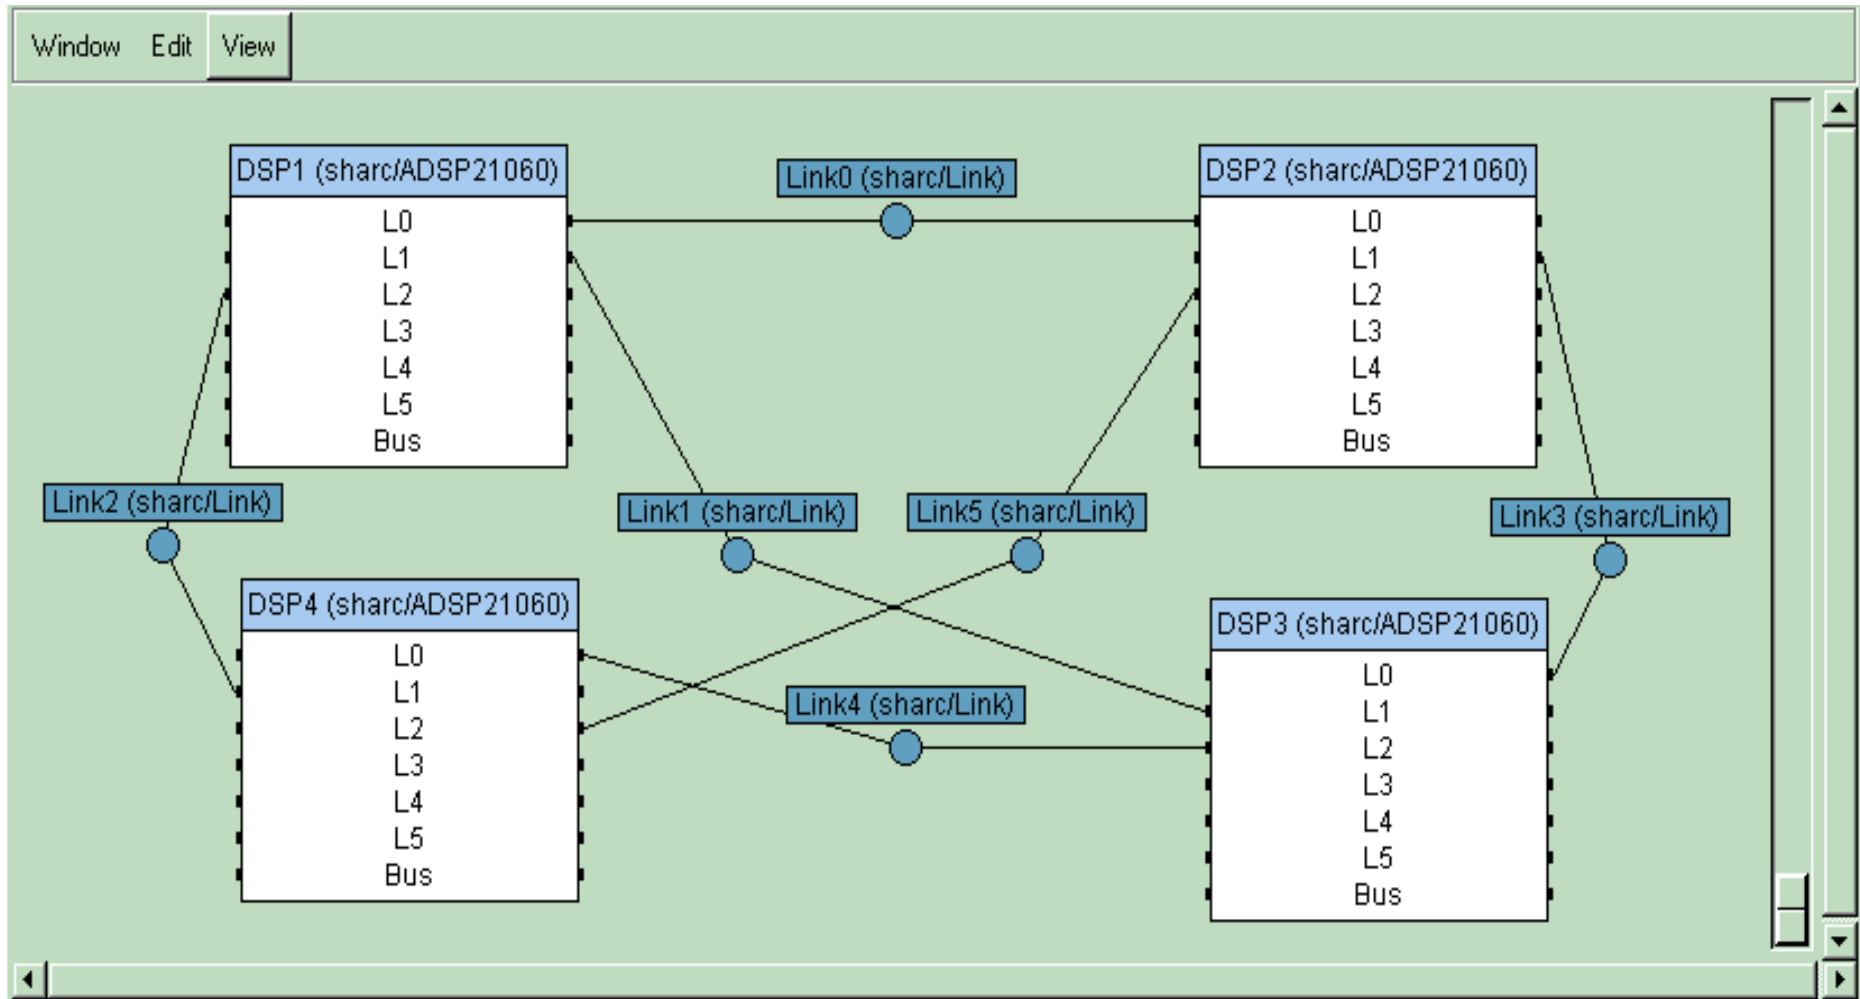 Window Edit View
DSP1 (sharc/ADSP21060)
L0
L1
L2
L3
L4
L5
Bus
Link0 (sharc/Link)
DSP2 (sharc/ADSP21060)
L0
L1
L2
L3
L4
L5
Bus
Link2 (sharc/Link)
Link1 (sharc/Link)
Link5 (sharc/Link)
Link3 (sharc/Link)
DSP4 (sharc/ADSP21060)
L0
L1
L2
L3
L4
L5
Bus
Link4 (sharc/Link)
DSP3 (sharc/ADSP21060)
L0
L1
L2
L3
L4
L5
Bus